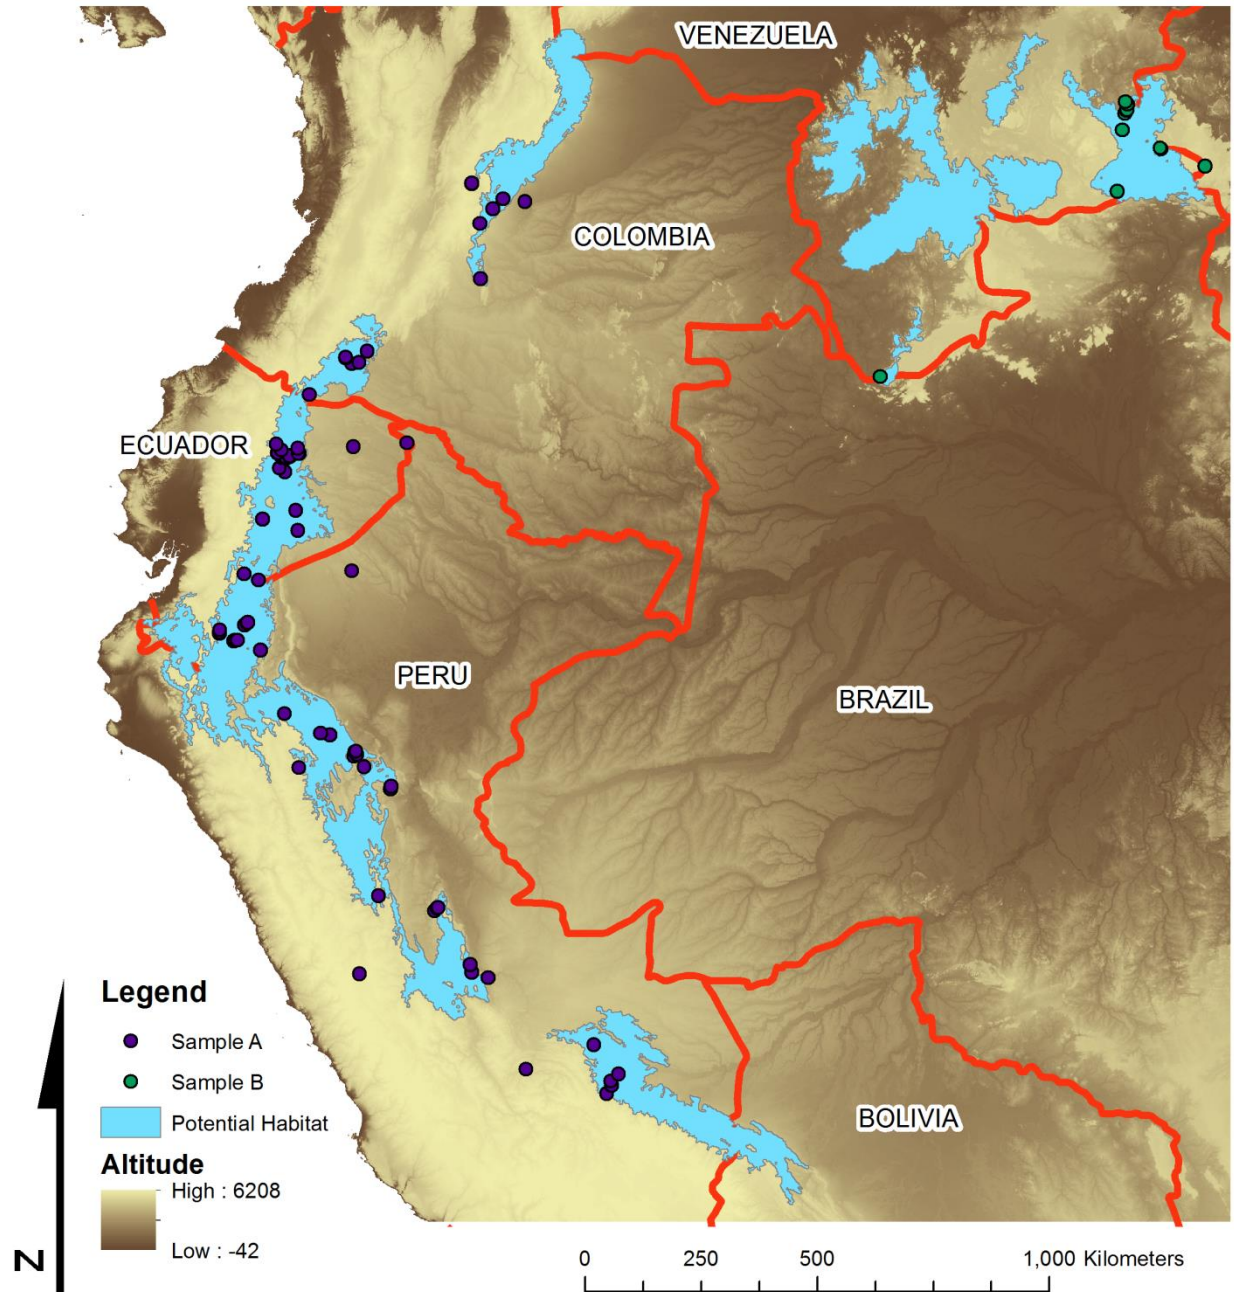 VENEZUELA
COLOMBIA
ECUADOR
PERU
BRAZIL
BOLIVIA
Legend
Sample A
Sample B
Potential Habitat
Altitude
High : 6208
Low : -42
N
0 250 500 1,000 Kilometers